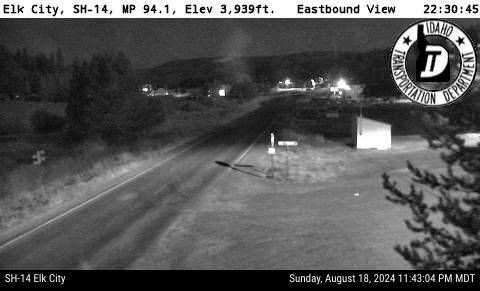 Elk City, SH-14, MP 94.1, Elev 3,939ft. Eastbound View 22:30:45
IDAHO
TRANSPORTATION DEPARTMENT
SH-14 Elk City Sunday, August 18, 2024 11:43:04 PM MDT